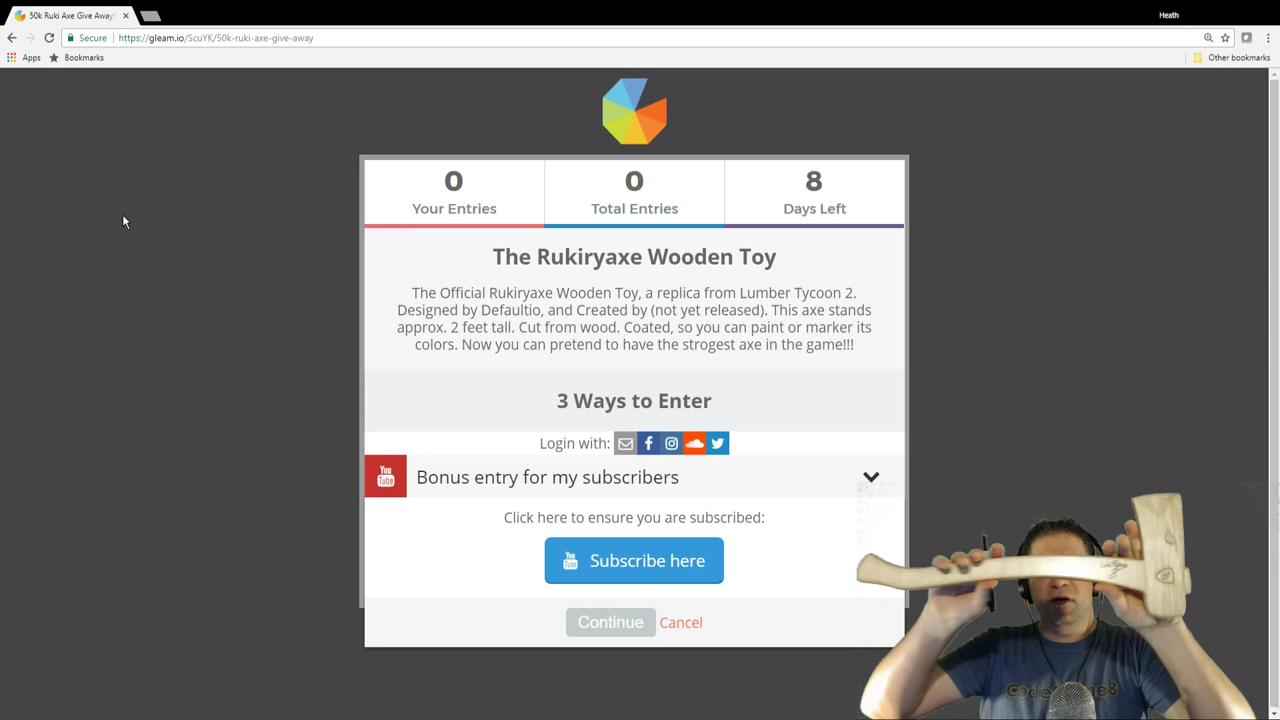 50k Ruki Axe Give Away!
Heath
Secure
https://gleam.io/ScuYK/50k-ruki-axe-give-away
Apps
Bookmarks
Other bookmarks
0
Your Entries
0
Total Entries
8
Days Left
The Rukiryaxe Wooden Toy
The Official Rukiryaxe Wooden Toy, a replica from Lumber Tycoon 2.
Designed by Defaultio, and Created by (not yet released). This axe stands
approx. 2 feet tall. Cut from wood. Coated, so you can paint or marker its
colors. Now you can pretend to have the strogest axe in the game!!!
3 Ways to Enter
Login with:
You
Tube
Bonus entry for my subscribers
Click here to ensure you are subscribed:
Subscribe here
Continue
Cancel